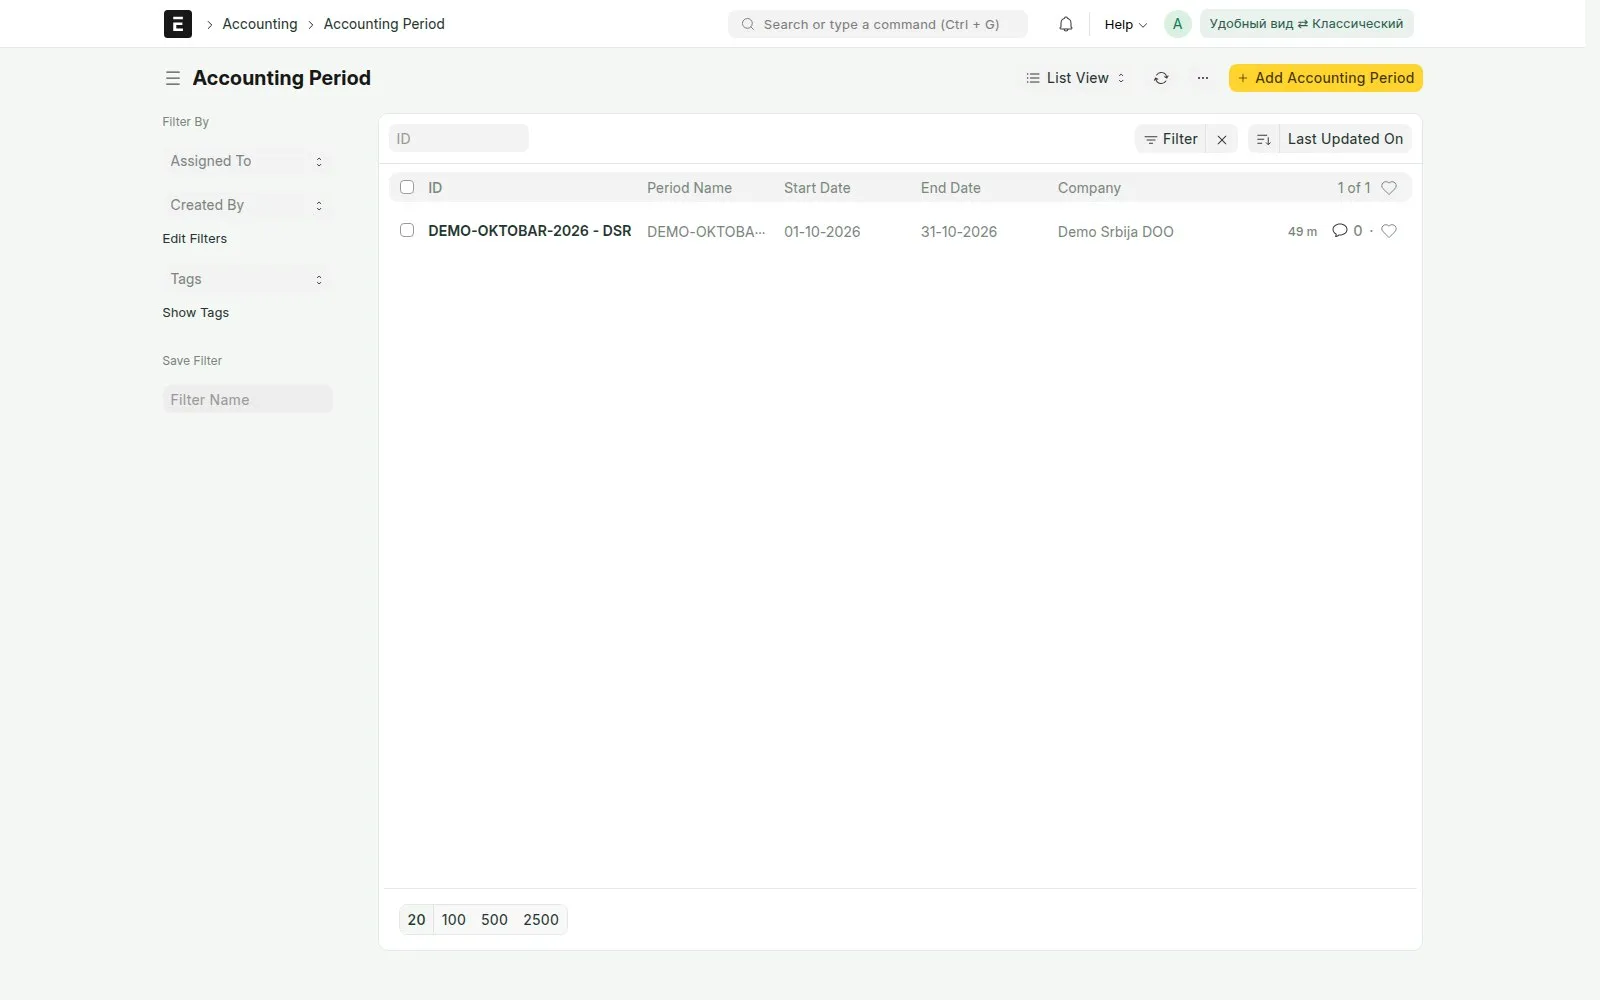 E Accounting Accounting Period
Search or type a command (Ctrl + G)
Help
A
Удобный вид ⇄ Классический
Accounting Period
List View
+ Add Accounting Period
Filter By
Assigned To
Created By
Edit Filters
Tags
Show Tags
Save Filter
Filter Name
ID
Filter
Last Updated On
ID Period Name Start Date End Date Company 1 of 1
DEMO-OKTOBAR-2026 - DSR DEMO-OKTOBA... 01-10-2026 31-10-2026 Demo Srbija DOO 49 m 0 ·
20 100 500 2500